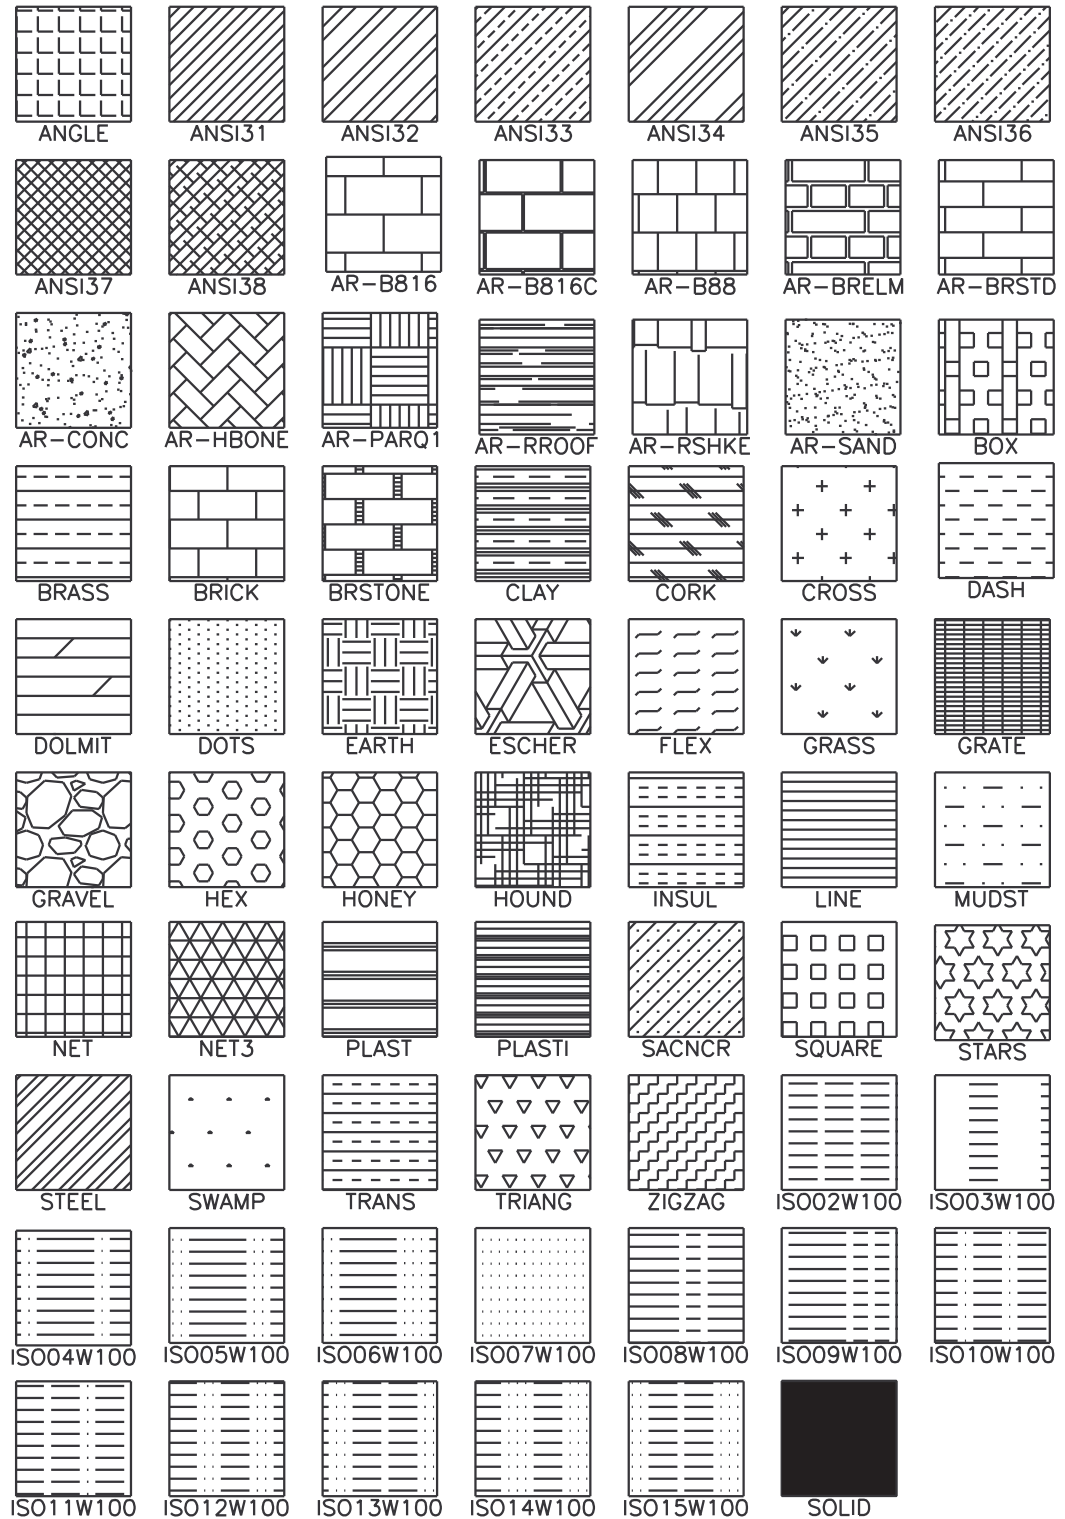 ANGLE ANSI31 ANSI32 ANSI33 ANSI34 ANSI35 ANSI36
ANSI37 ANSI38 AR-B816 AR-B816C AR-B88 AR-BRELM AR-BRSTD
AR-CONC AR-HBONE AR-PARQ1 AR-RROOF AR-RSHKE AR-SAND BOX
BRASS BRICK BRSTONE CLAY CORK CROSS DASH
DOLMIT DOTS EARTH ESCHER FLEX GRASS GRATE
GRAVEL HEX HONEY HOUND INSUL LINE MUDST
NET NET3 PLAST PLASTI SACNCR SQUARE STARS
STEEL SWAMP TRANS TRIANG ZIGZAG ISO02W100 ISO03W100
ISO04W100 ISO05W100 ISO06W100 ISO07W100 ISO08W100 ISO09W100 ISO10W100
ISO11W100 ISO12W100 ISO13W100 ISO14W100 ISO15W100 SOLID